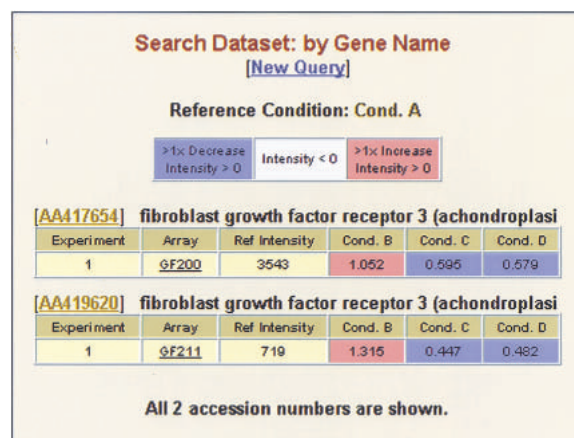 Search Dataset: by Gene Name
[New Query]
Reference Condition: Cond. A
>1x Decrease Intensity > 0 Intensity < 0 >1x Increase Intensity > 0
[AA417654] fibroblast growth factor receptor 3 (achondroplasi
Experiment Array Ref Intensity Cond. B Cond. C Cond. D
1 GF200 3543 1.052 0.595 0.579
[AA419620] fibroblast growth factor receptor 3 (achondroplasi
Experiment Array Ref Intensity Cond. B Cond. C Cond. D
1 GF211 719 1.315 0.447 0.482
All 2 accession numbers are shown.